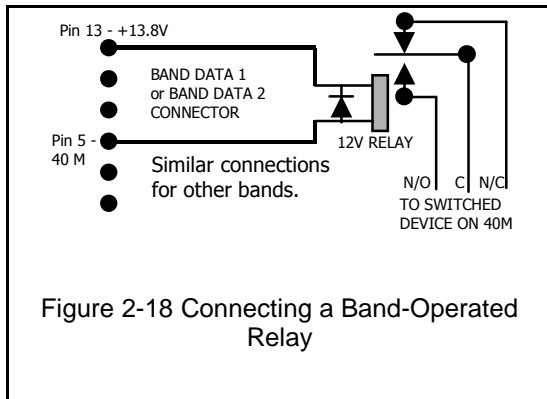 Pin 13 - +13.8V
BAND DATA 1
or BAND DATA 2
CONNECTOR
Pin 5 -
40 M
12V RELAY
Similar connections
for other bands.
N/O C N/C
TO SWITCHED
DEVICE ON 40M
Figure 2-18 Connecting a Band-Operated
Relay